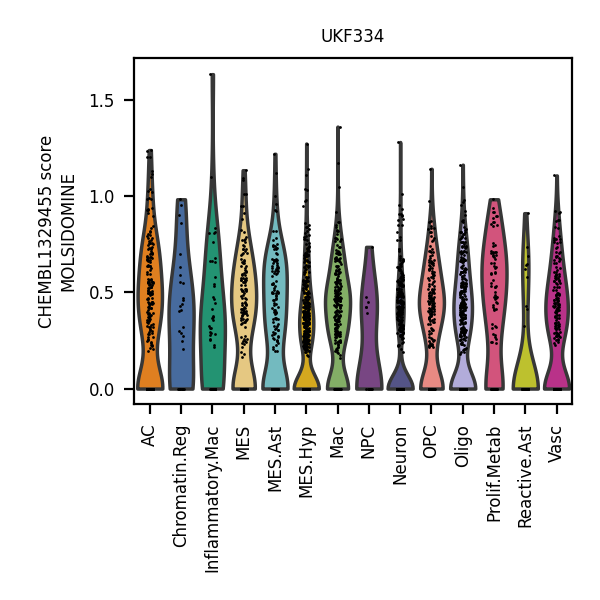 UKF334
CHEMBL1329455 score
MOLSIDOMINE
1.5
1.0
0.5
0.0
AC
Chromatin.Reg
Inflammatory.Mac
MES
MES.Ast
MES.Hyp
Mac
NPC
Neuron
OPC
Oligo
Prolif.Metab
Reactive.Ast
Vasc